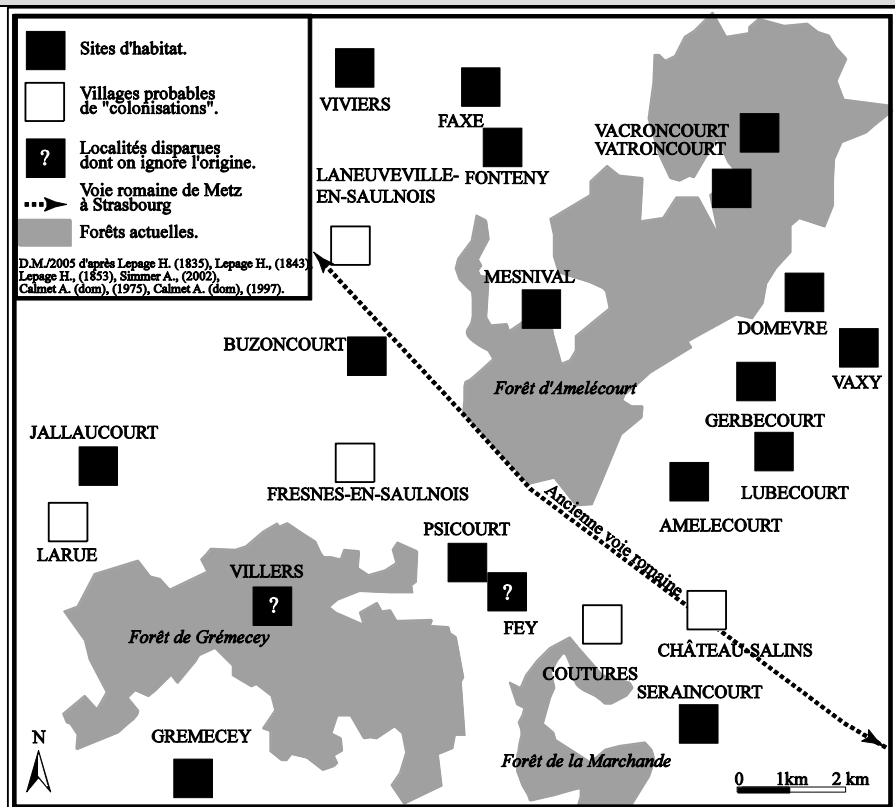 Sites d'habitat.
Villages probables
de "colonisations".
?
Localités disparues
dont on ignore l'origine.
Voie romaine de Metz
à Strasbourg
Forêts actuelles.
D.M./2005 d'après Lepage H. (1835), Lepage H., (1843)
Lepage H., (1853), Simmer A., (2002),
Calmet A. (dom), (1975), Calmet A. (dom), (1997).
VIVIERS
FAXE
VACRONCOURT
VATRONCOURT
LANEUVEVILLE-
EN-SAULNOIS
FONTENY
MESNIVAL
DOMEVRE
BUZONCOURT
VAXY
Forêt d'Amelécourt
GERBECOURT
JALLAUCOURT
FRESNES-EN-SAULNOIS
LUBECOURT
Ancienne voie romaine
AMELECOURT
PSICOURT
LARUE
VILLERS
?
?
FEY
Forêt de Grémecey
CHÂTEAU-SALINS
COUTURES
SERAINCOURT
GREMECEY
N
Forêt de la Marchande
0 1km 2 km